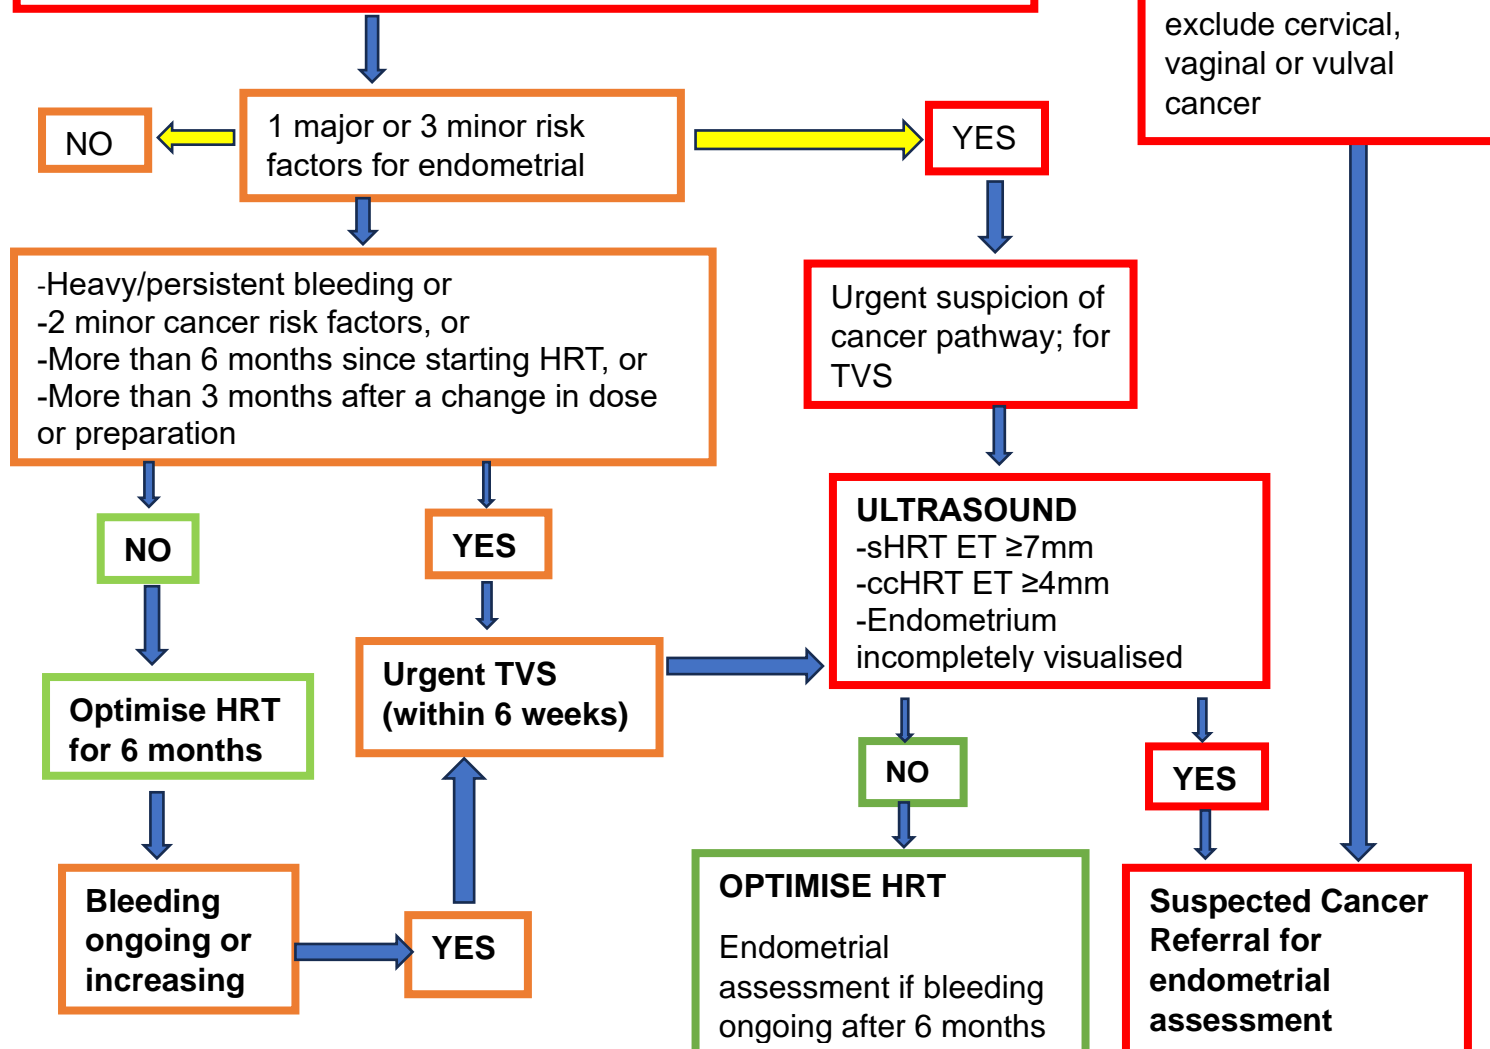 exclude cervical,
vaginal or vulval
cancer
NO
1 major or 3 minor risk
factors for endometrial
YES
-Heavy/persistent bleeding or
-2 minor cancer risk factors, or
-More than 6 months since starting HRT, or
-More than 3 months after a change in dose
or preparation
Urgent suspicion of
cancer pathway; for
TVS
NO
YES
ULTRASOUND
-sHRT ET ≥7mm
-ccHRT ET ≥4mm
-Endometrium
incompletely visualised
Optimise HRT
for 6 months
Urgent TVS
(within 6 weeks)
NO
YES
Bleeding
ongoing or
increasing
YES
OPTIMISE HRT
Endometrial
assessment if bleeding
ongoing after 6 months
Suspected Cancer
Referral for
endometrial
assessment